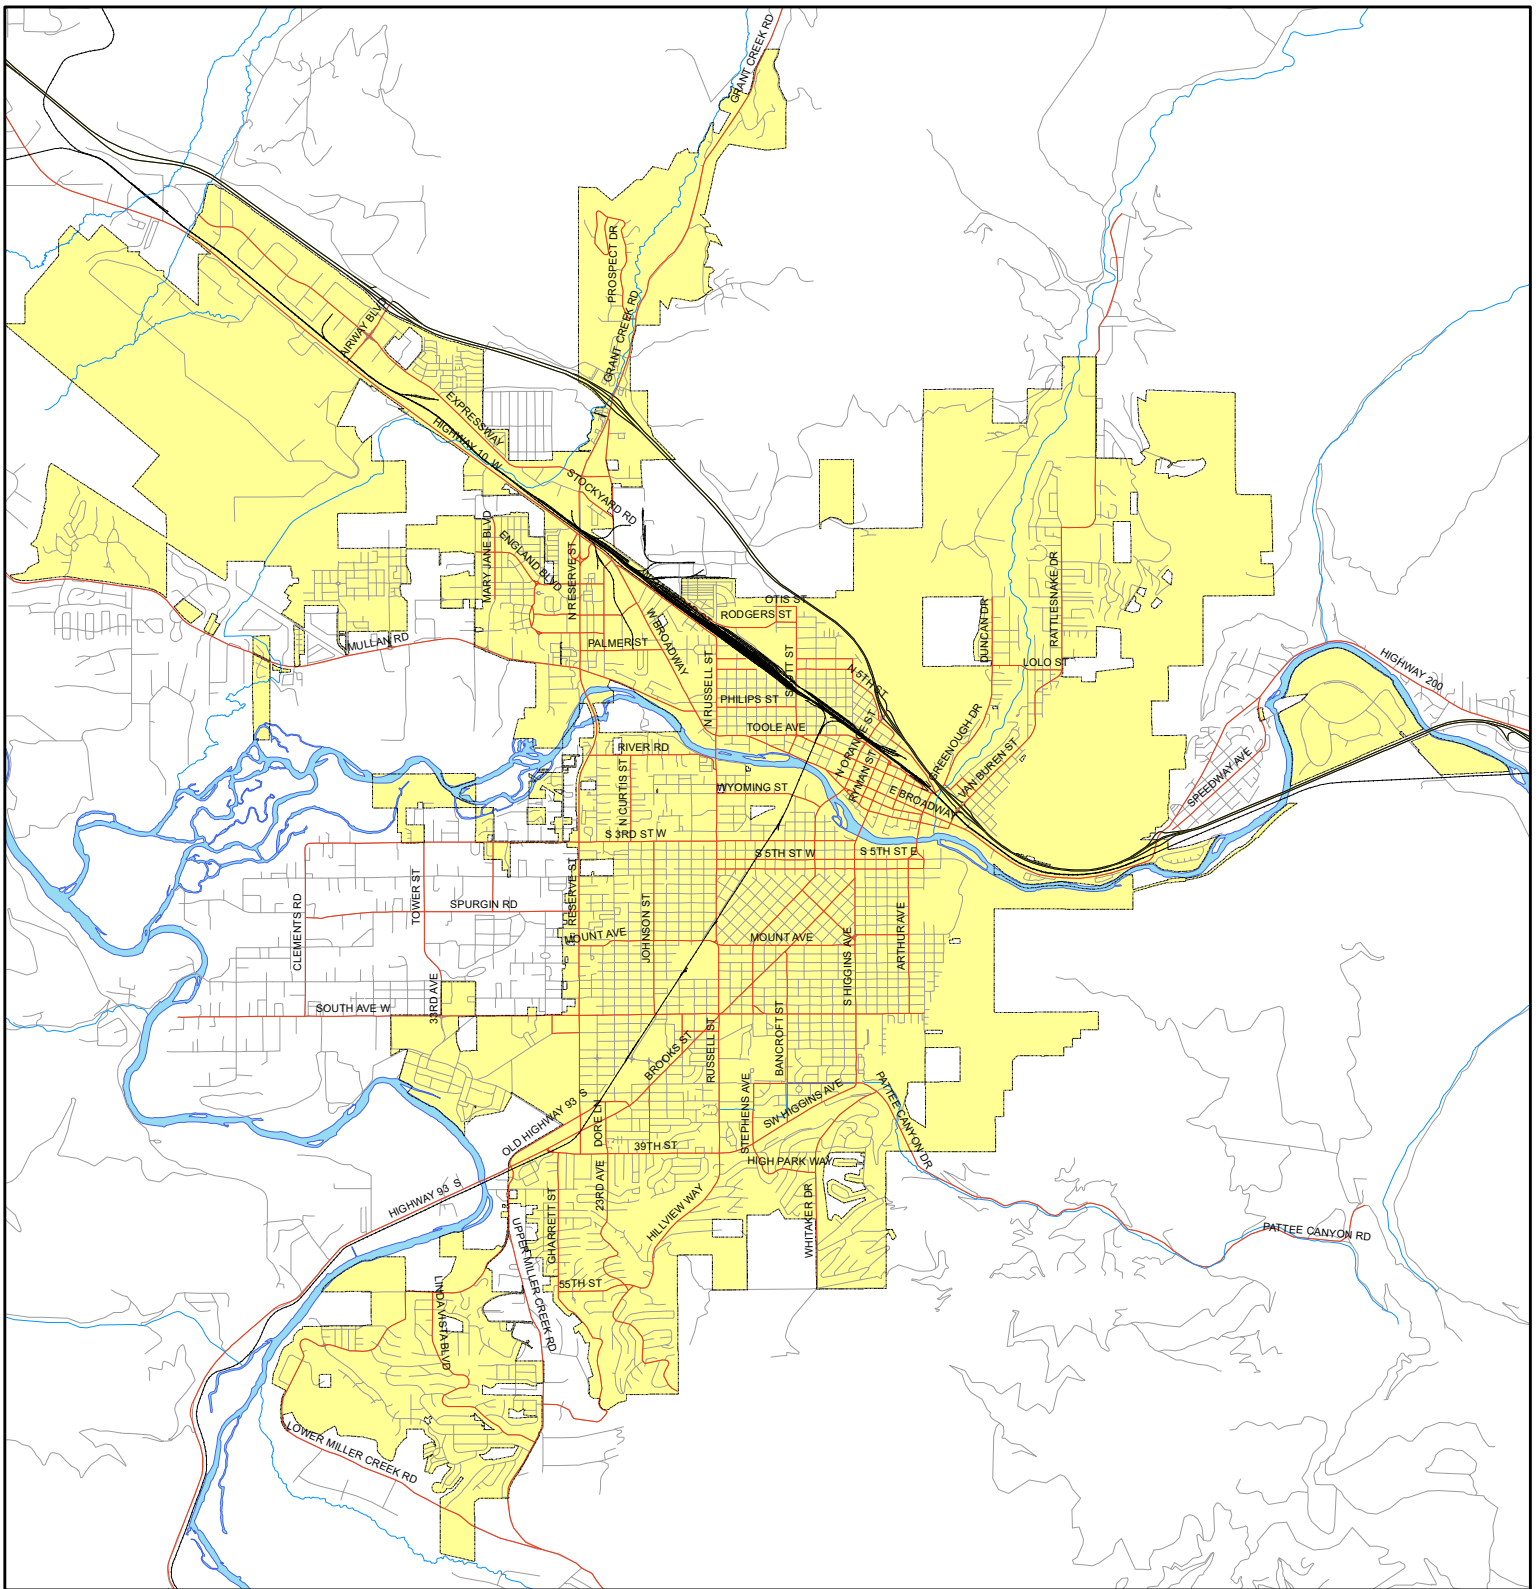 GRANT CREEK RD
PROSPECT DR
GRANT CREEK RD
AIRWAY BLVD
EXPRESSWAY
HIGHWAY 10 W
STOCKYARD RD
MARY JANE BLVD
ENGLAND BLVD
N RESERVE ST
W BROADWAY
OTIS ST
RODGERS ST
DUNCAN DR
RATTLESNAKE DR
MULLAN RD
PALMER ST
N RUSSELL ST
N 5TH ST
LOLO ST
HIGHWAY 200
PHILIPS ST
TOOLE AVE
N ORANGE ST
GREENOUGH DR
RIVER RD
RYMAN ST
VAN BUREN ST
SPEEDWAY AVE
N CURTIS ST
WYOMING ST
E BROADWAY
S 3RD ST W
S 5TH ST W
S 5TH ST E
CLEMENTS RD
TOWER ST
SPURGIN RD
S RESERVE ST
JOHNSON ST
MOUNT AVE
MOUNT AVE
S HIGGINS AVE
ARTHUR AVE
33RD AVE
SOUTH AVE W
BROOKS ST
RUSSELL ST
BANCROFT ST
STEPHENS AVE
SW HIGGINS AVE
PATTEE CANYON DR
OLD HIGHWAY 93 S
DORE LN
39TH ST
HIGH PARK WAY
HIGHWAY 93 S
GHARRETT ST
23RD AVE
HILLVIEW WAY
WHITAKER DR
PATTEE CANYON RD
UPPER MILLER CREEK RD
55TH ST
LINDA VISTA BLVD
LOWER MILLER CREEK RD